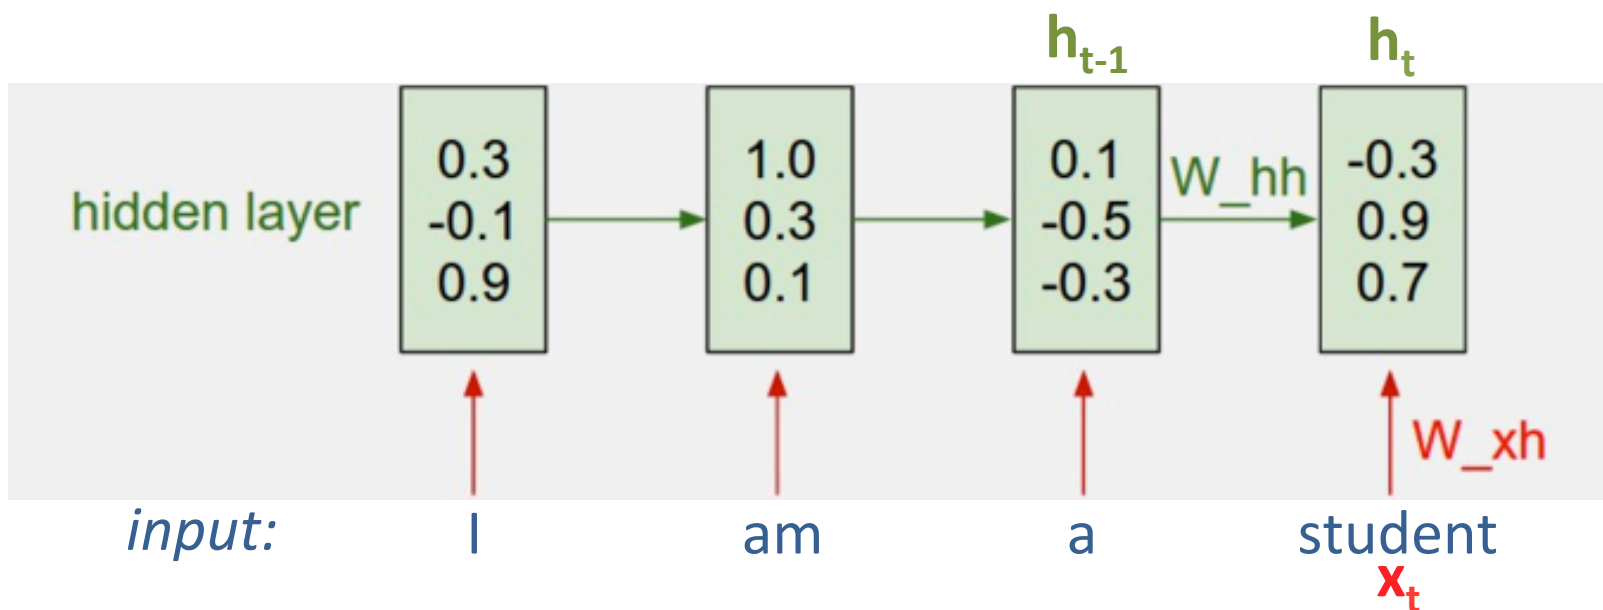 h_t-1 h_t
0.3 1.0 0.1 -0.3
hidden layer -0.1 0.3 -0.5 W_hh 0.9
0.9 0.1 -0.3 0.7
W_xh
input: I am a student
x_t